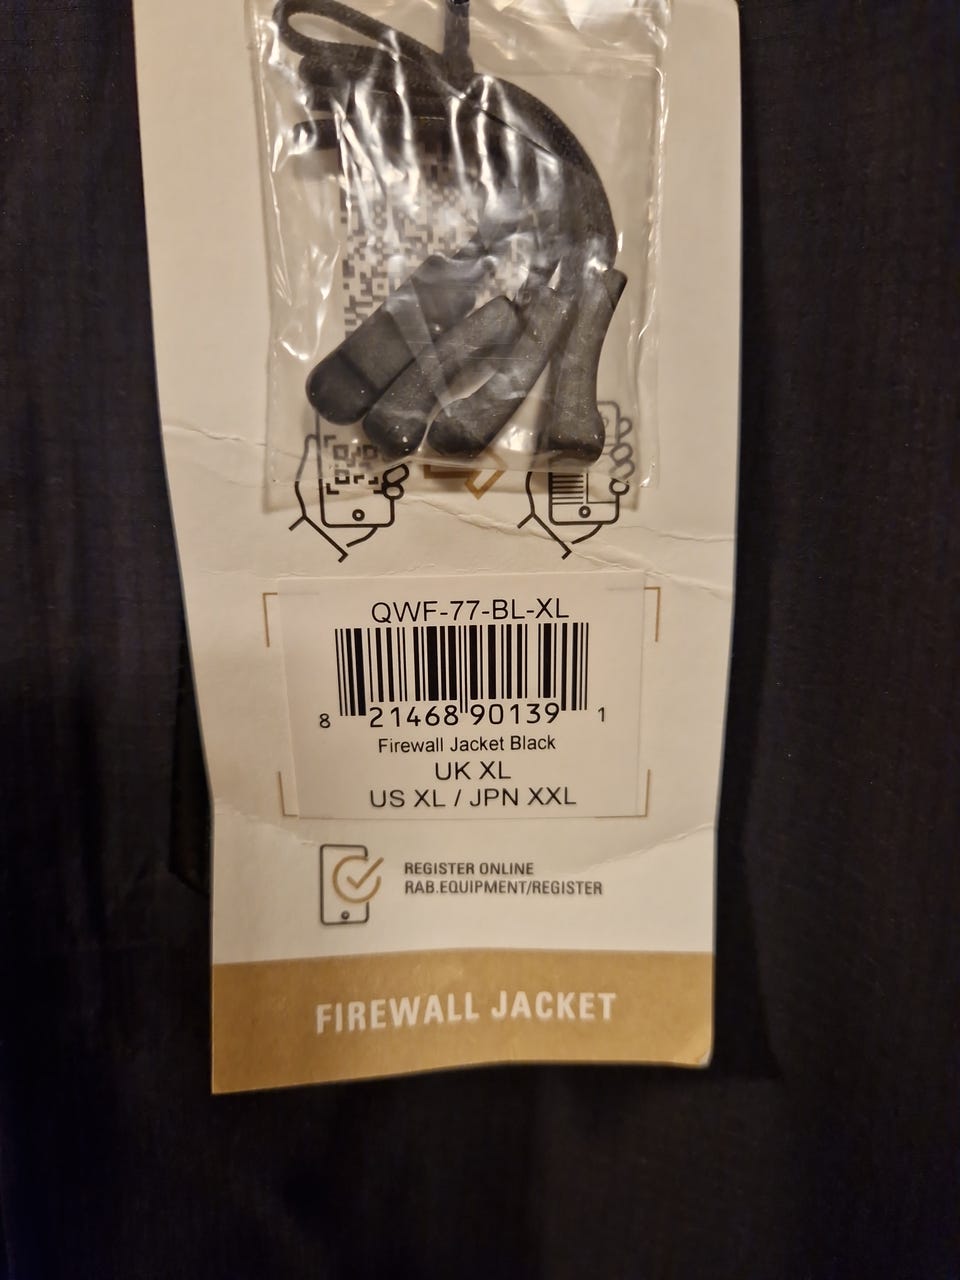 QWF-77-BL-XL
8 21468 90139 1
Firewall Jacket Black
UK XL
US XL / JPN XXL
REGISTER ONLINE
RAB.EQUIPMENT/REGISTER
FIREWALL JACKET